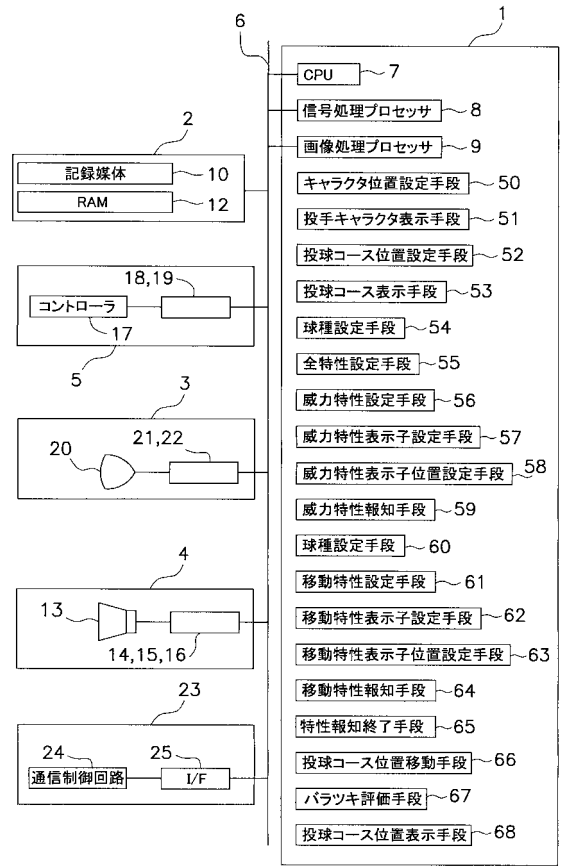 6
1
CPU
7
信号処理プロセッサ
8
画像処理プロセッサ
9
キャラクタ位置設定手段
50
投手キャラクタ表示手段
51
投球コース位置設定手段
52
投球コース表示手段
53
球種設定手段
54
全特性設定手段
55
威力特性設定手段
56
威力特性表示子設定手段
57
威力特性表示子位置設定手段
58
威力特性報知手段
59
球種設定手段
60
移動特性設定手段
61
移動特性表示子設定手段
62
移動特性表示子位置設定手段
63
移動特性報知手段
64
特性報知終了手段
65
投球コース位置移動手段
66
バラツキ評価手段
67
投球コース位置表示手段
68
2
記録媒体
10
RAM
12
18,19
コントローラ
17
5
3
20
21,22
4
13
14,15,16
23
24
25
通信制御回路
I/F